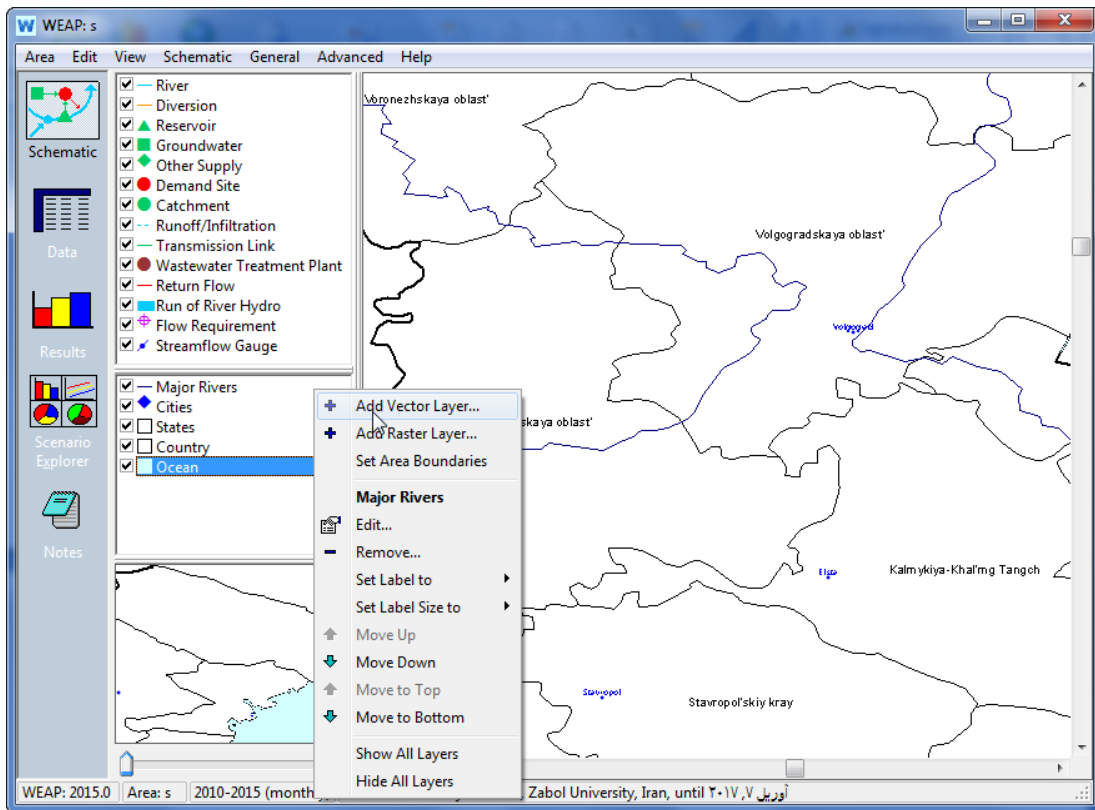 WEAP: s
Area Edit View Schematic General Advanced Help
Schematic
Data
Results
Scenario
Explorer
Notes
River
Diversion
Reservoir
Groundwater
Other Supply
Demand Site
Catchment
Runoff/Infiltration
Transmission Link
Wastewater Treatment Plant
Return Flow
Run of River Hydro
Flow Requirement
Streamflow Gauge
Major Rivers
Cities
States
Country
Ocean
Add Vector Layer...
Add Raster Layer...
Set Area Boundaries
Major Rivers
Edit...
Remove...
Set Label to
Set Label Size to
Move Up
Move Down
Move to Top
Move to Bottom
Show All Layers
Hide All Layers
Voronezhskaya oblast'
Volgogradskaya oblast'
Volgograd
skaya oblast'
Elista
Kalmykiya-Khal'mg Tangch
Stavropol
Stavropol'skiy kray
WEAP: 2015.0 Area: s 2010-2015 (monthly) Zabol University, Iran, until آوریل ۷, ۲۰۱۷